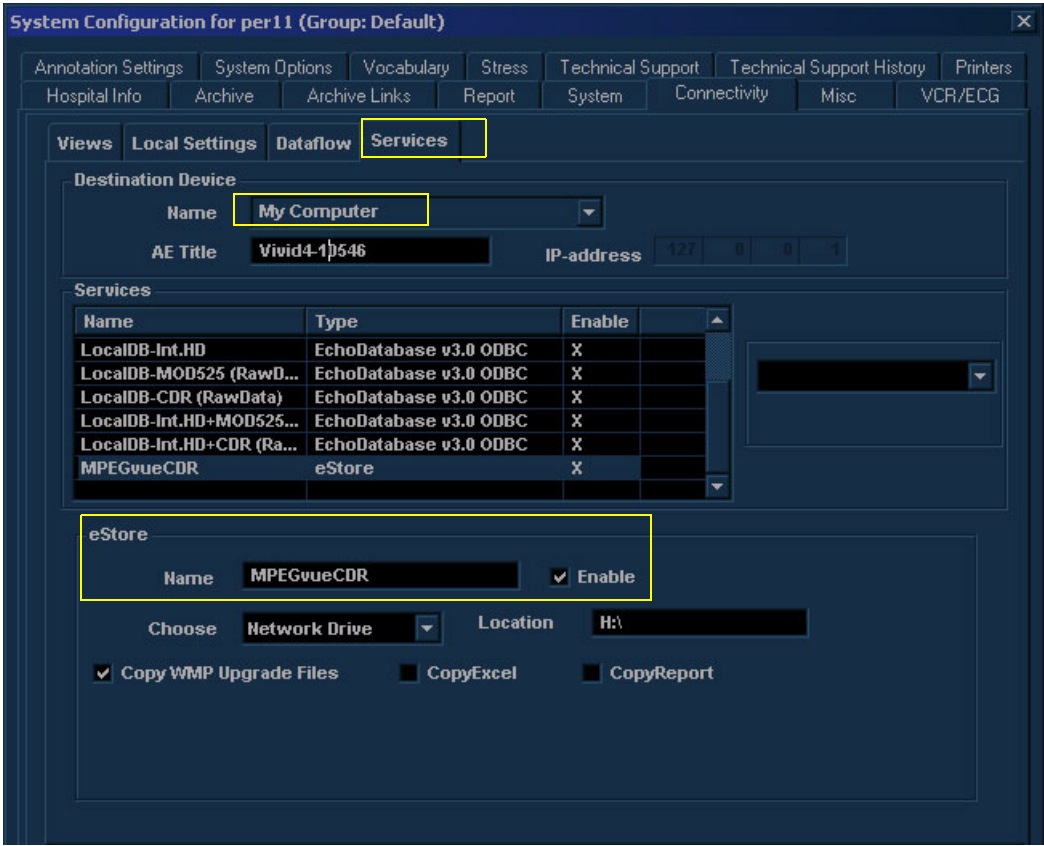 System Configuration for per11 (Group: Default)
Annotation Settings System Options Vocabulary Stress Technical Support Technical Support History Printers
Hospital Info Archive Archive Links Report System Connectivity Misc VCR/ECG
Views Local Settings Dataflow Services
Destination Device
Name My Computer
AE Title Vivid4-10546 IP-address 127 0 0 1
Services
Name Type Enable
LocalDB-Int.HD EchoDatabase v3.0 ODBC X
LocalDB-MOD525 (RawD... EchoDatabase v3.0 ODBC X
LocalDB-CDR (RawData) EchoDatabase v3.0 ODBC X
LocalDB-Int.HD+MOD525... EchoDatabase v3.0 ODBC X
LocalDB-Int.HD+CDR (Ra... EchoDatabase v3.0 ODBC X
MPEGvueCDR eStore X
eStore
Name MPEGvueCDR Enable
Choose Network Drive Location H:\
Copy WMP Upgrade Files CopyExcel CopyReport